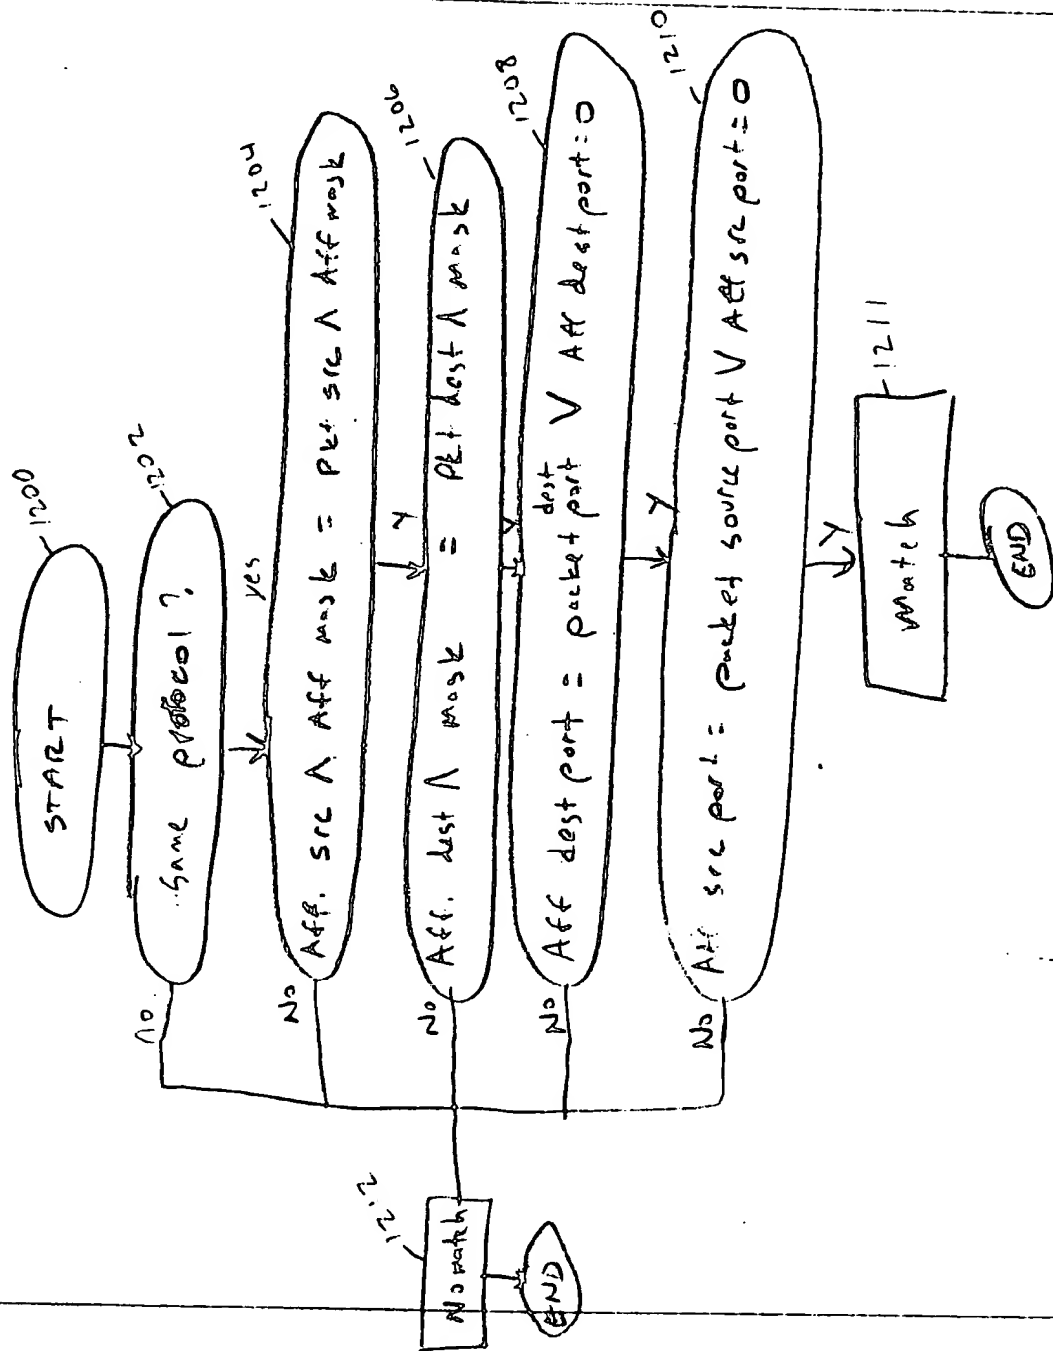 START
1200
Same protocol?
1202
no
yes
Aff. src Λ Aff mask = Pkt src Λ Aff mask
1204
No
Y
Aff. dest Λ mask = Pkt dest Λ mask
1206
No
Y
Aff dest port = packet dest port V Aff dest port = 0
1208
No
Y
Aff src port = packet source port V Aff src port = 0
1210
No
Y
Match
1211
END
No match
1212
END